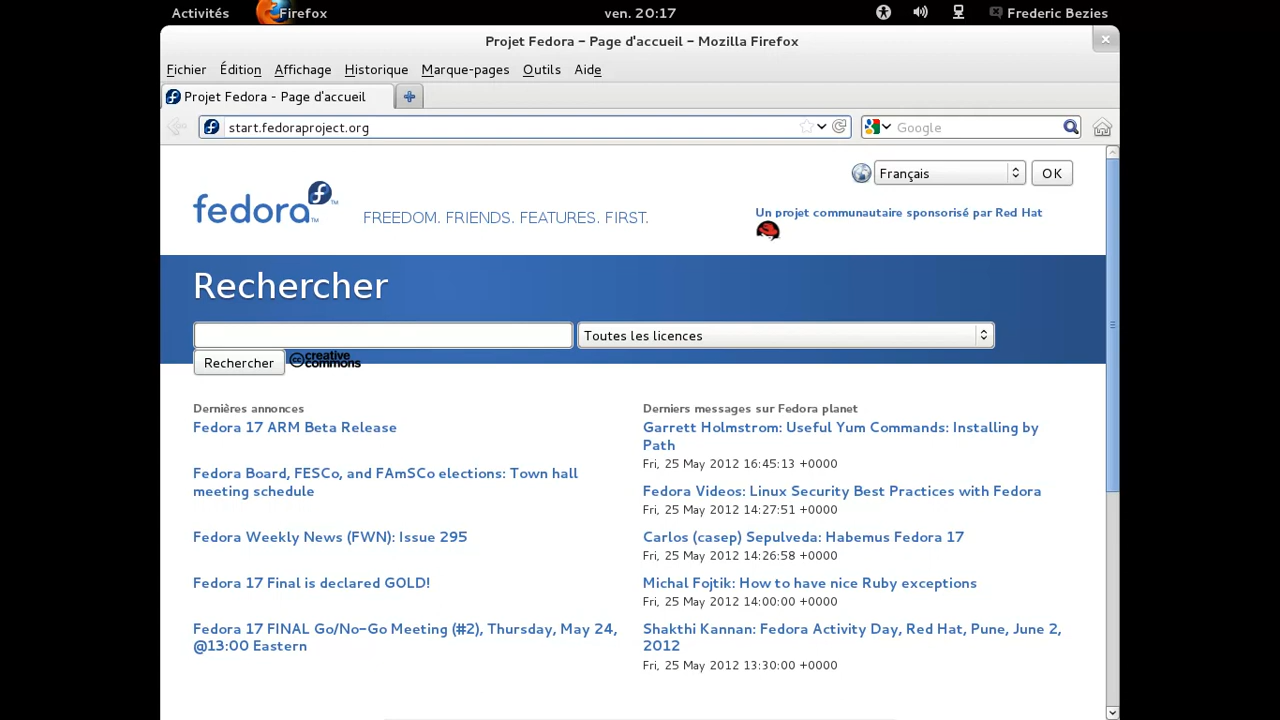 Activités Firefox ven. 20:17 Frederic Bezies
Projet Fedora – Page d'accueil – Mozilla Firefox
Fichier Édition Affichage Historique Marque-pages Outils Aide
Projet Fedora - Page d'accueil
start.fedoraproject.org Google
Français OK
fedora™ FREEDOM. FRIENDS. FEATURES. FIRST.
Un projet communautaire sponsorisé par Red Hat
Rechercher
Toutes les licences
Rechercher cc creative commons
Dernières annonces
Fedora 17 ARM Beta Release
Fedora Board, FESCo, and FAmSCo elections: Town hall
meeting schedule
Fedora Weekly News (FWN): Issue 295
Fedora 17 Final is declared GOLD!
Fedora 17 FINAL Go/No-Go Meeting (#2), Thursday, May 24,
@13:00 Eastern
Derniers messages sur Fedora planet
Garrett Holmstrom: Useful Yum Commands: Installing by
Path
Fri, 25 May 2012 16:45:13 +0000
Fedora Videos: Linux Security Best Practices with Fedora
Fri, 25 May 2012 14:27:51 +0000
Carlos (casep) Sepulveda: Habemus Fedora 17
Fri, 25 May 2012 14:26:58 +0000
Michal Fojtik: How to have nice Ruby exceptions
Fri, 25 May 2012 14:00:00 +0000
Shakthi Kannan: Fedora Activity Day, Red Hat, Pune, June 2,
2012
Fri, 25 May 2012 13:30:00 +0000